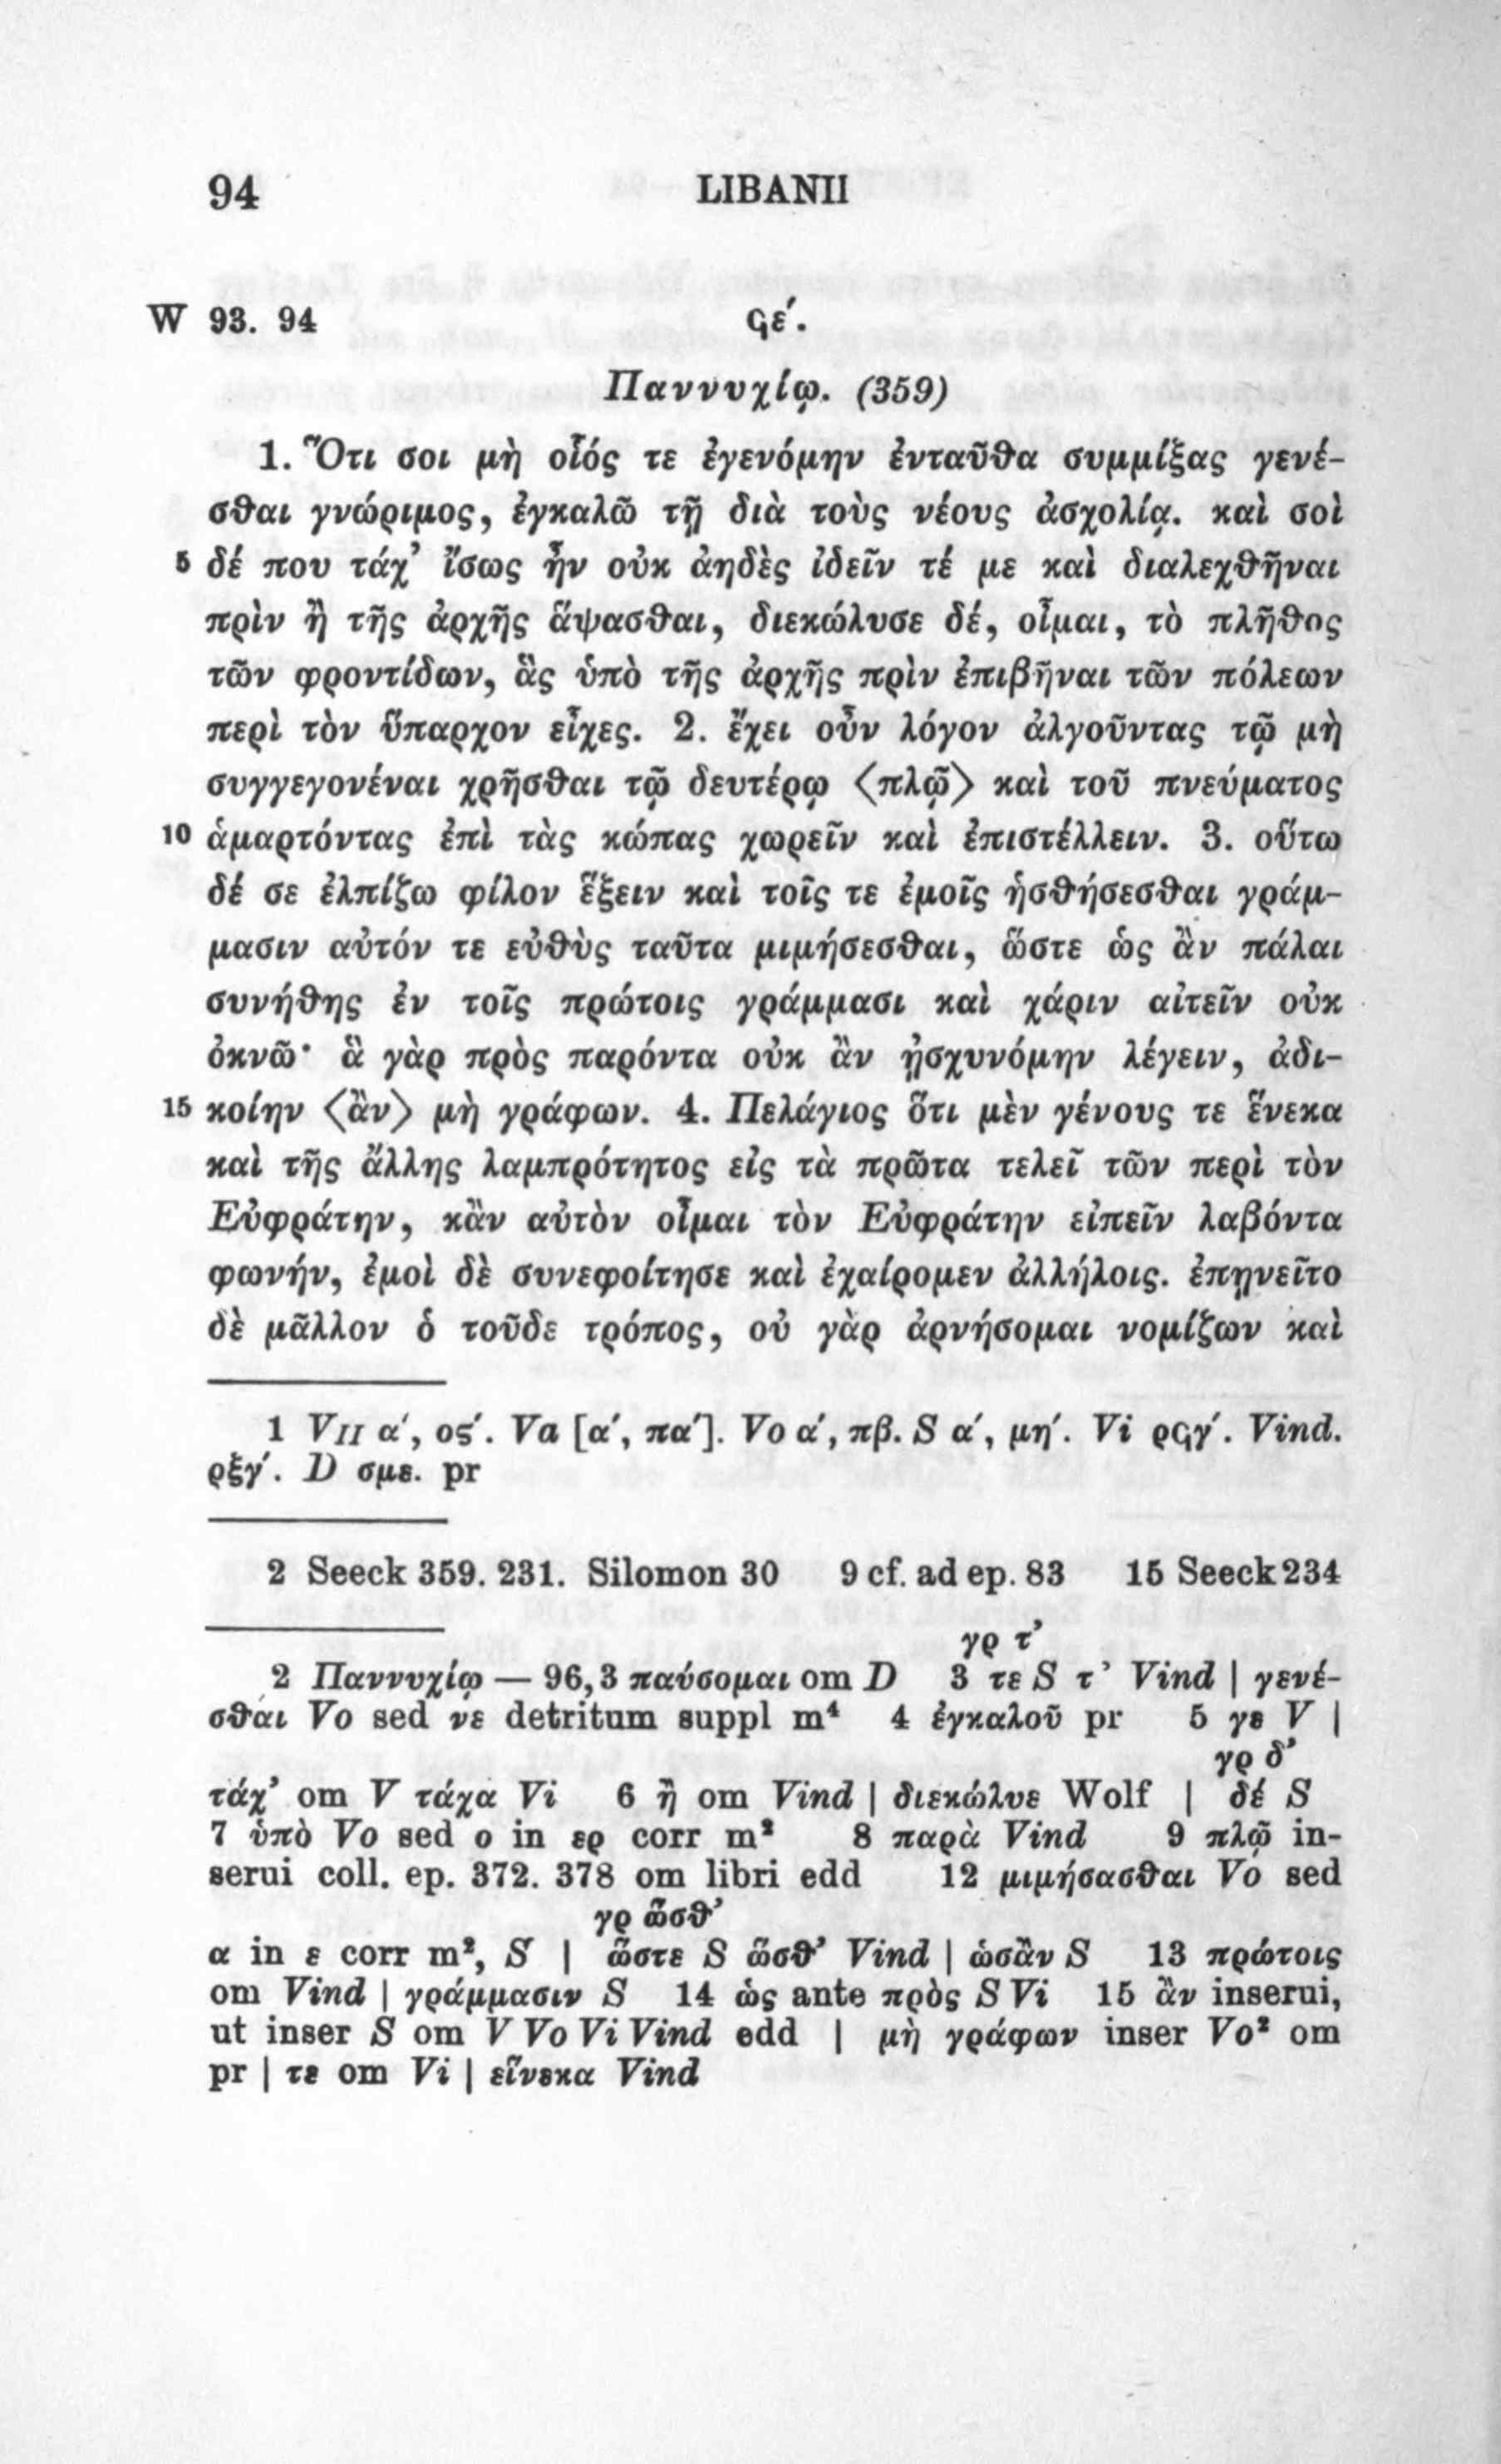 94 LIBANII
W 93. 94 ϛε′.
Παννυχίῳ. (359)
1. Ὅτι σοι μὴ οἷός τε ἐγενόμην ἐνταῦθα συμμίξας γενέ-
σθαι γνώριμος, ἐγκαλῶ τῇ διὰ τοὺς νέους ἀσχολίᾳ. καὶ σοὶ
5 δέ που τάχ’ ἴσως ἦν οὐκ ἀηδὲς ἰδεῖν τέ με καὶ διαλεχθῆναι
πρὶν ἢ τῆς ἀρχῆς ἅψασθαι, διεκώλυσε δέ, οἶμαι, τὸ πλῆθος
τῶν φροντίδων, ἃς ὑπὸ τῆς ἀρχῆς πρὶν ἐπιβῆναι τῶν πόλεων
περὶ τὸν ὕπαρχον εἶχες. 2. ἔχει οὖν λόγον ἀλγοῦντας τῷ μὴ
συγγεγονέναι χρῆσθαι τῷ δευτέρῳ ⟨πλῷ⟩ καὶ τοῦ πνεύματος
10 ἁμαρτόντας ἐπὶ τὰς κώπας χωρεῖν καὶ ἐπιστέλλειν. 3. οὕτω
δέ σε ἐλπίζω φίλον ἕξειν καὶ τοῖς τε ἐμοῖς ἡσθήσεσθαι γράμ-
μασιν αὐτόν τε εὐθὺς ταῦτα μιμήσεσθαι, ὥστε ὡς ἂν πάλαι
συνήθης ἐν τοῖς πρώτοις γράμμασι καὶ χάριν αἰτεῖν οὐκ
ὀκνῶ· ἃ γὰρ πρὸς παρόντα οὐκ ἂν ᾐσχυνόμην λέγειν, ἀδι-
15 κοίην ⟨ἂν⟩ μὴ γράφων. 4. Πελάγιος ὅτι μὲν γένους τε ἕνεκα
καὶ τῆς ἄλλης λαμπρότητος εἰς τὰ πρῶτα τελεῖ τῶν περὶ τὸν
Εὐφράτην, κἂν αὐτὸν οἶμαι τὸν Εὐφράτην εἰπεῖν λαβόντα
φωνήν, ἐμοὶ δὲ συνεφοίτησε καὶ ἐχαίρομεν ἀλλήλοις. ἐπῃνεῖτο
δὲ μᾶλλον ὁ τοῦδε τρόπος, οὐ γὰρ ἀρνήσομαι νομίζων καὶ
1 VII α′, ος′. Va [α′, πα′]. Vo α′, πβ. S α′, μη′. Vi ρϟγ′. Vind.
ρξγ′. D σμε. pr
2 Seeck 359. 231. Silomon 30 9 cf. ad ep. 83 15 Seeck 234
γρ τ’
2 Παννυχίῳ — 96,3 παύσομαι om D 3 τε S τ’ Vind | γενέ-
σθαι Vo sed νε detritum suppl m⁴ 4 ἐγκαλοῦ pr 5 γε V |
γρ δ’
τάχ’ om V τάχα Vi 6 ἢ om Vind | διεκώλυε Wolf | δέ S
7 ὑπὸ Vo sed ο in ερ corr m² 8 παρὰ Vind 9 πλῷ in-
serui coll. ep. 372. 378 om libri edd 12 μιμήσασθαι Vo sed
γρ ὥσθ’
α in ε corr m², S | ὥστε S ὥσθ’ Vind | ὡσὰν S 13 πρώτοις
om Vind | γράμμασιν S 14 ὡς ante πρὸς S Vi 15 ἂν inserui,
ut inser S om V Vo Vi Vind edd | μὴ γράφων inser Vo² om
pr | τε om Vi | εἵνεκα Vind